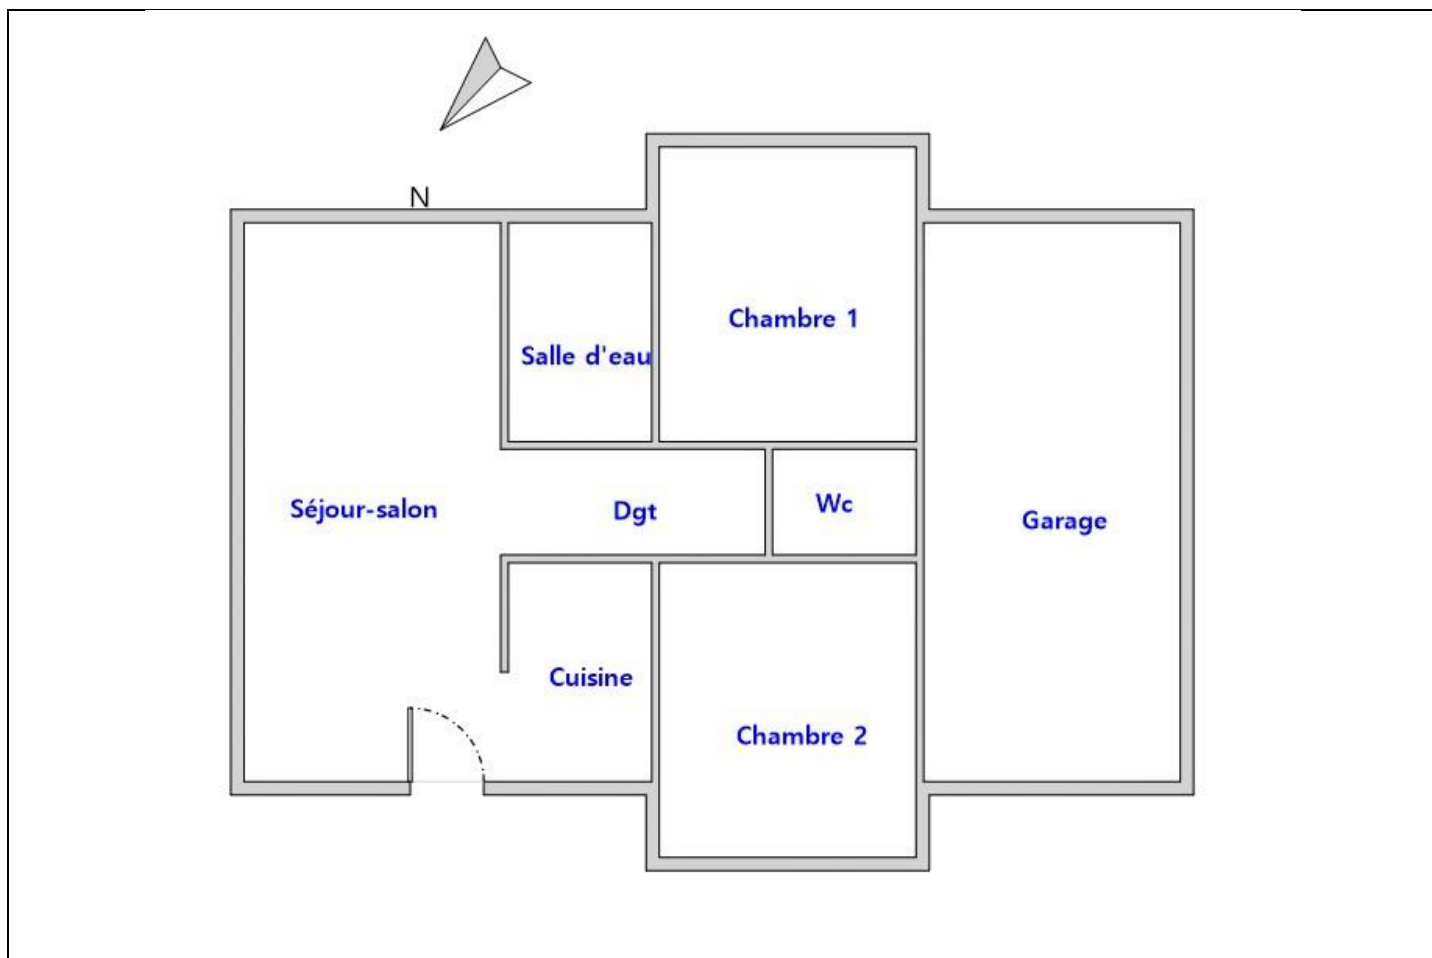 N
Chambre 1
Salle d'eau
Séjour-salon
Dgt
Wc
Garage
Cuisine
Chambre 2